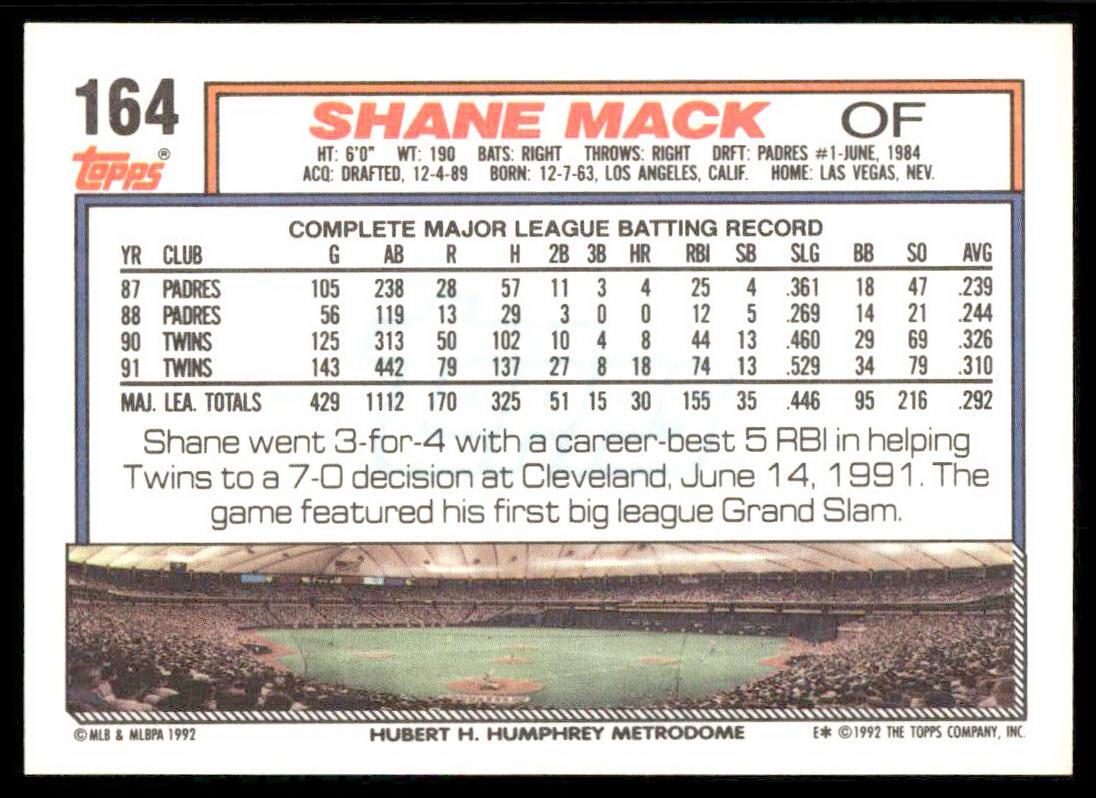 164
Topps®
SHANE MACK OF
HT: 6'0" WT: 190 BATS: RIGHT THROWS: RIGHT DRFT: PADRES #1-JUNE, 1984
ACQ: DRAFTED, 12-4-89 BORN: 12-7-63, LOS ANGELES, CALIF. HOME: LAS VEGAS, NEV.
COMPLETE MAJOR LEAGUE BATTING RECORD
YR CLUB G AB R H 2B 3B HR RBI SB SLG BB SO AVG
87 PADRES 105 238 28 57 11 3 4 25 4 .361 18 47 .239
88 PADRES 56 119 13 29 3 0 0 12 5 .269 14 21 .244
90 TWINS 125 313 50 102 10 4 8 44 13 .460 29 69 .326
91 TWINS 143 442 79 137 27 8 18 74 13 .529 34 79 .310
MAJ. LEA. TOTALS 429 1112 170 325 51 15 30 155 35 .446 95 216 .292
Shane went 3-for-4 with a career-best 5 RBI in helping
Twins to a 7-0 decision at Cleveland, June 14, 1991. The
game featured his first big league Grand Slam.
©MLB & MLBPA 1992 HUBERT H. HUMPHREY METRODOME E* ©1992 THE TOPPS COMPANY, INC.